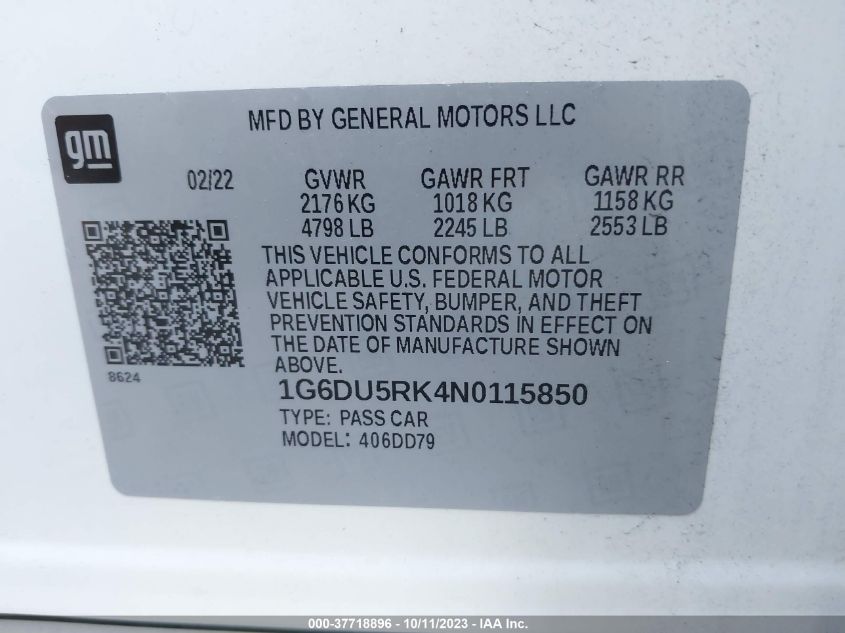 MFD BY GENERAL MOTORS LLC
gm
02/22 GVWR GAWR FRT GAWR RR
2176 KG 1018 KG 1158 KG
4798 LB 2245 LB 2553 LB
THIS VEHICLE CONFORMS TO ALL
APPLICABLE U.S. FEDERAL MOTOR
VEHICLE SAFETY, BUMPER, AND THEFT
PREVENTION STANDARDS IN EFFECT ON
THE DATE OF MANUFACTURE SHOWN
ABOVE.
8624
1G6DU5RK4N0115850
TYPE: PASS CAR
MODEL: 406DD79
000-37718896 - 10/11/2023 - IAA Inc.